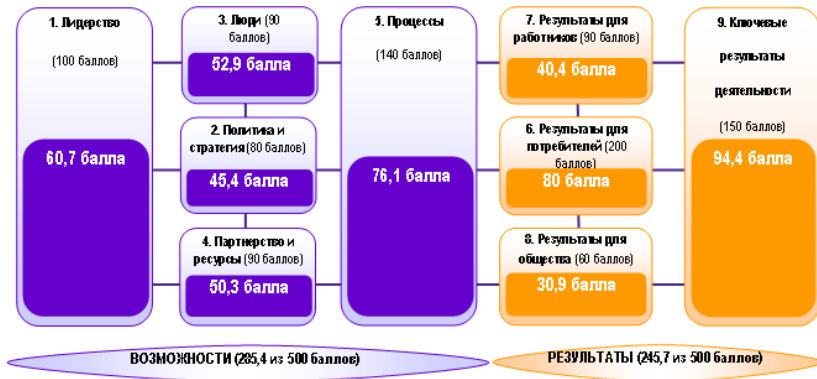 1. Лидерство
(100 баллов)
60,7 балла
3. Люди (90
баллов)
52,9 балла
2. Политика и
стратегия (80 баллов)
45,4 балла
4. Партнерство и
ресурсы (90 баллов)
50,3 балла
5. Процессы
(140 баллов)
76,1 балла
7. Результаты для
работников (90 баллов)
40,4 балла
6. Результаты для
потребителей (200
баллов)
80 балла
8. Результаты для
общества (60 баллов)
30,9 балла
9. Ключевые
результаты
деятельности
(150 баллов)
94,4 балла
ВОЗМОЖНОСТИ (285,4 из 500 баллов)
РЕЗУЛЬТАТЫ (245,7 из 500 баллов)